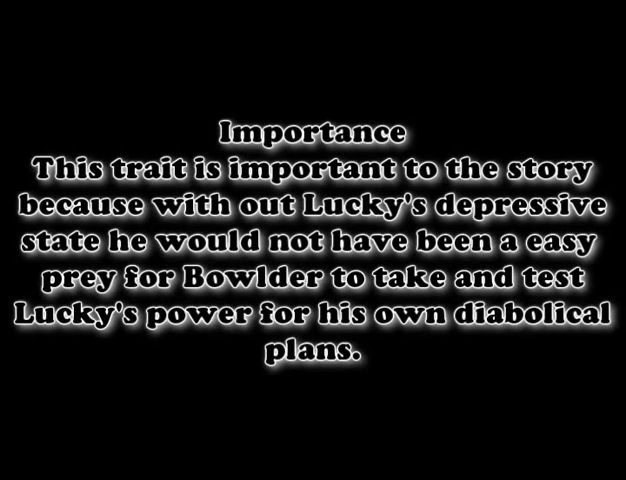 Importance
This trait is important to the story
because with out Lucky's depressive
state he would not have been a easy
prey for Bowlder to take and test
Lucky's power for his own diabolical
plans.